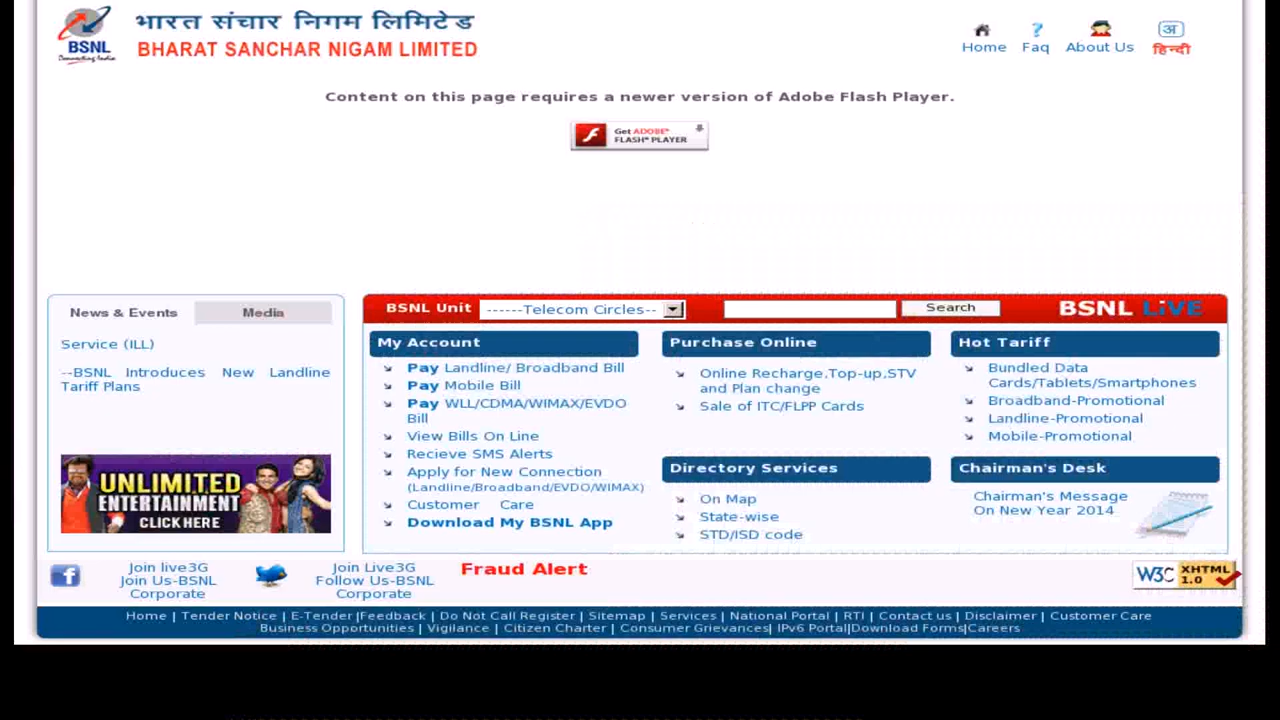 भारत संचार निगम लिमिटेड
BSNL
Connecting India
BHARAT SANCHAR NIGAM LIMITED
Home
Faq
About Us
अ
हिन्दी
Content on this page requires a newer version of Adobe Flash Player.
Get ADOBE®
FLASH® PLAYER
News & Events
Media
Service (ILL)
--BSNL Introduces New Landline
Tariff Plans
UNLIMITED
ENTERTAINMENT
CLICK HERE
BSNL Unit
------Telecom Circles--
Search
BSNL LiVE
My Account
Pay Landline/ Broadband Bill
Pay Mobile Bill
Pay WLL/CDMA/WIMAX/EVDO
Bill
View Bills On Line
Recieve SMS Alerts
Apply for New Connection
(Landline/Broadband/EVDO/WIMAX)
Customer Care
Download My BSNL App
Purchase Online
Online Recharge,Top-up,STV
and Plan change
Sale of ITC/FLPP Cards
Directory Services
On Map
State-wise
STD/ISD code
Hot Tariff
Bundled Data
Cards/Tablets/Smartphones
Broadband-Promotional
Landline-Promotional
Mobile-Promotional
Chairman's Desk
Chairman's Message
On New Year 2014
f
Join live3G
Join Us-BSNL
Corporate
Join Live3G
Follow Us-BSNL
Corporate
Fraud Alert
W3C XHTML
1.0
Home | Tender Notice | E-Tender |Feedback | Do Not Call Register | Sitemap | Services | National Portal | RTI | Contact us | Disclaimer | Customer Care
Business Opportunities | Vigilance | Citizen Charter | Consumer Grievances| IPv6 Portal|Download Forms|Careers